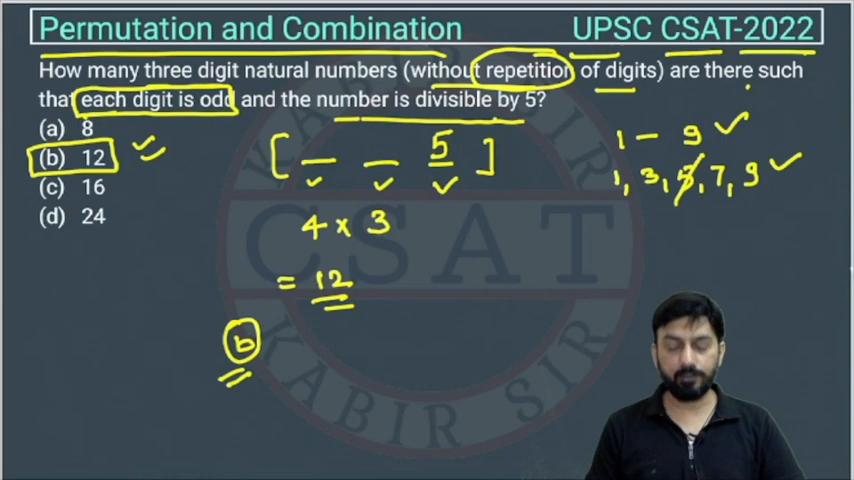 Permutation and Combination UPSC CSAT-2022
How many three digit natural numbers (without repetition of digits) are there such
that each digit is odd and the number is divisible by 5?
(a) 8
(b) 12
(c) 16
(d) 24
[ _ _ 5 ]
1 – 9
1, 3, 5, 7, 9
4 x 3
= 12
b
KABIR SIR
CSAT
KABIR SIR